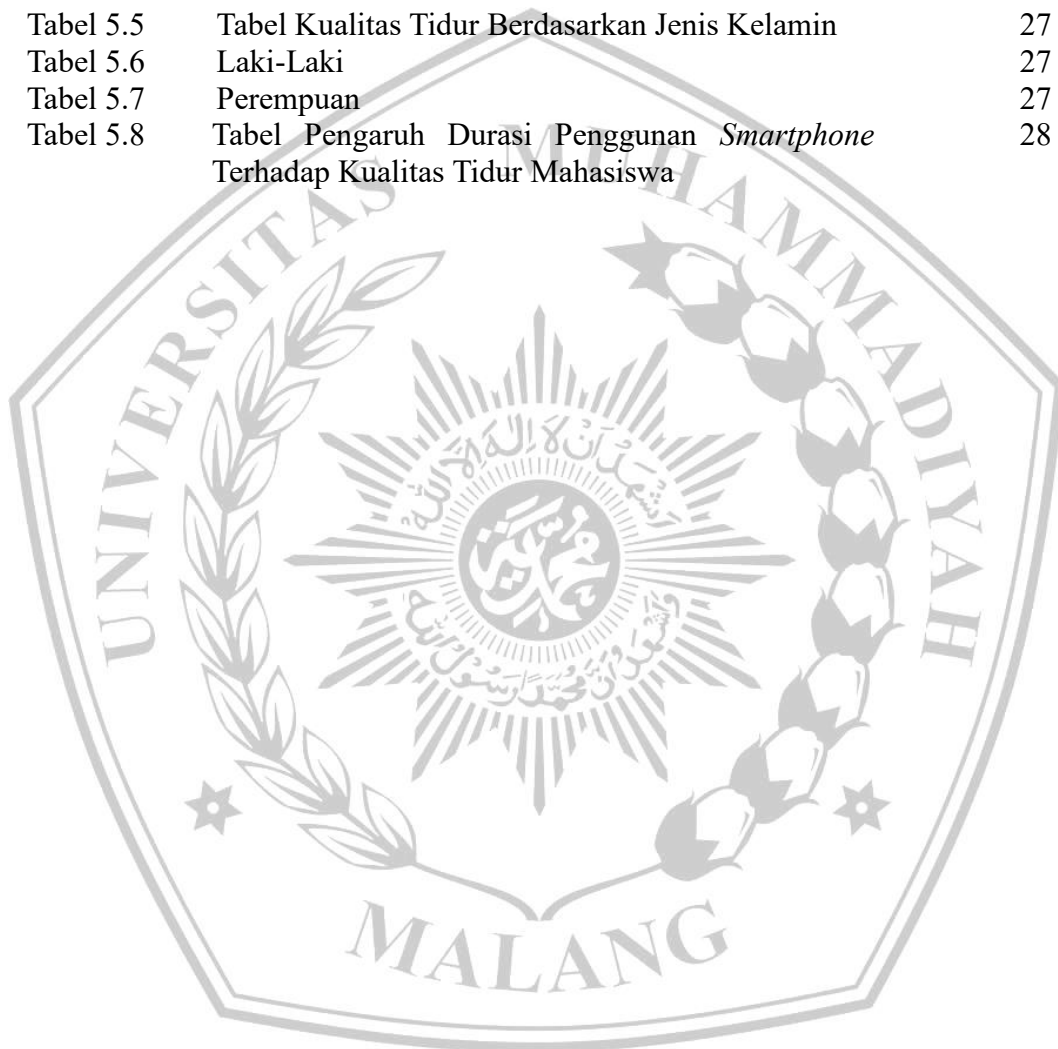 Tabel 5.5 Tabel Kualitas Tidur Berdasarkan Jenis Kelamin 27
Tabel 5.6 Laki-Laki 27
Tabel 5.7 Perempuan 27
Tabel 5.8 Tabel Pengaruh Durasi Penggunan Smartphone 28
Terhadap Kualitas Tidur Mahasiswa
UNIVERSITAS MUHAMMADIYAH
MALANG